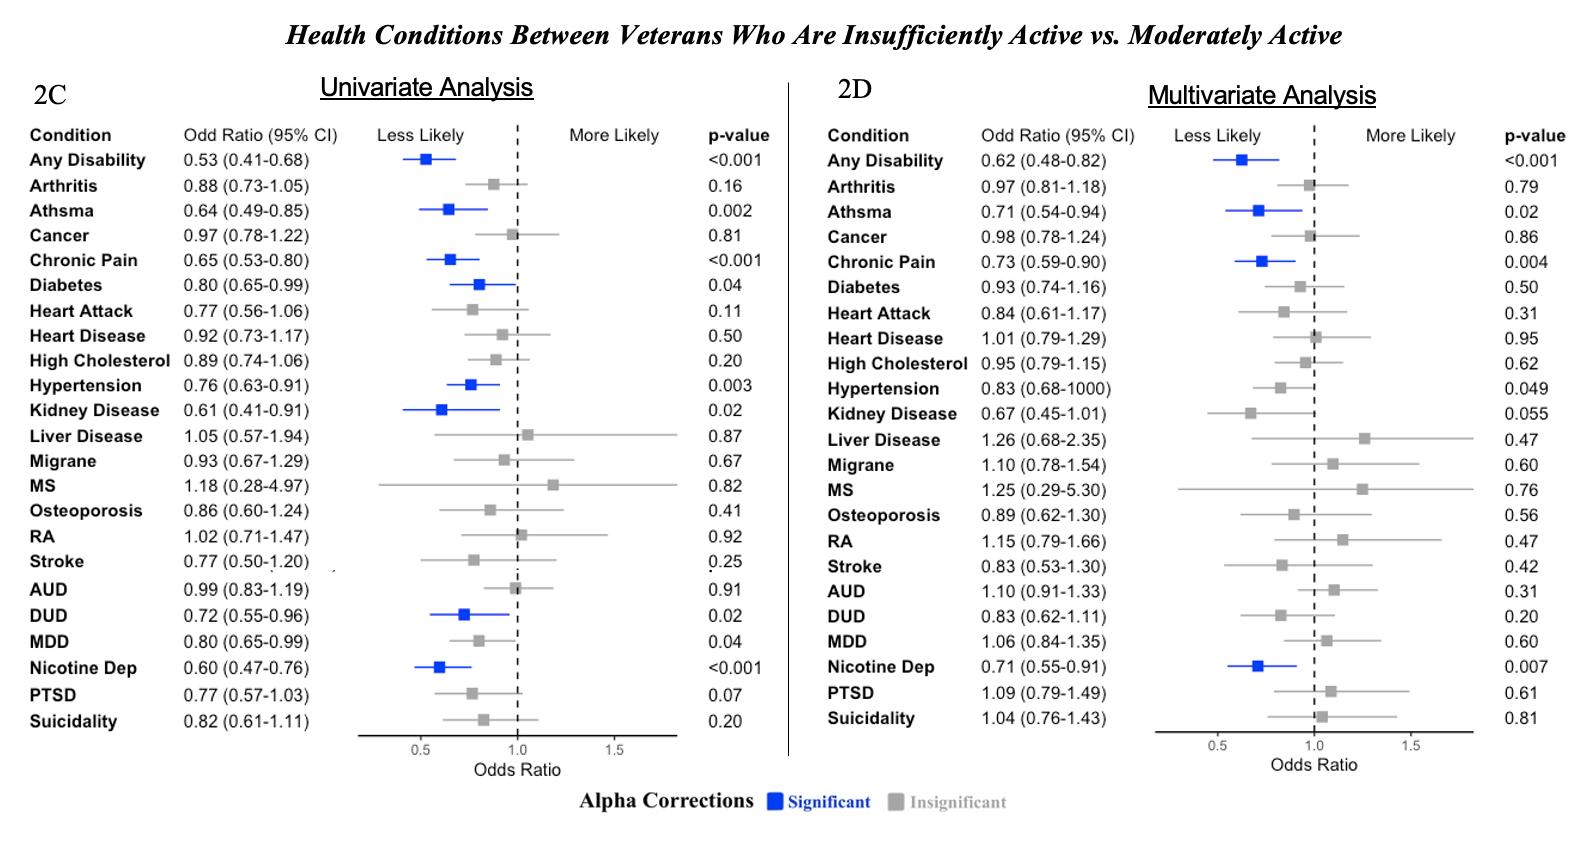 Health Conditions Between Veterans Who Are Insufficiently Active vs. Moderately Active
2C
Univariate Analysis
Condition Odd Ratio (95% CI) Less Likely More Likely p-value
Any Disability 0.53 (0.41-0.68) <0.001
Arthritis 0.88 (0.73-1.05) 0.16
Athsma 0.64 (0.49-0.85) 0.002
Cancer 0.97 (0.78-1.22) 0.81
Chronic Pain 0.65 (0.53-0.80) <0.001
Diabetes 0.80 (0.65-0.99) 0.04
Heart Attack 0.77 (0.56-1.06) 0.11
Heart Disease 0.92 (0.73-1.17) 0.50
High Cholesterol 0.89 (0.74-1.06) 0.20
Hypertension 0.76 (0.63-0.91) 0.003
Kidney Disease 0.61 (0.41-0.91) 0.02
Liver Disease 1.05 (0.57-1.94) 0.87
Migrane 0.93 (0.67-1.29) 0.67
MS 1.18 (0.28-4.97) 0.82
Osteoporosis 0.86 (0.60-1.24) 0.41
RA 1.02 (0.71-1.47) 0.92
Stroke 0.77 (0.50-1.20) 0.25
AUD 0.99 (0.83-1.19) 0.91
DUD 0.72 (0.55-0.96) 0.02
MDD 0.80 (0.65-0.99) 0.04
Nicotine Dep 0.60 (0.47-0.76) <0.001
PTSD 0.77 (0.57-1.03) 0.07
Suicidality 0.82 (0.61-1.11) 0.20
0.5 1.0 1.5
Odds Ratio
2D
Multivariate Analysis
Condition Odd Ratio (95% CI) Less Likely More Likely p-value
Any Disability 0.62 (0.48-0.82) <0.001
Arthritis 0.97 (0.81-1.18) 0.79
Athsma 0.71 (0.54-0.94) 0.02
Cancer 0.98 (0.78-1.24) 0.86
Chronic Pain 0.73 (0.59-0.90) 0.004
Diabetes 0.93 (0.74-1.16) 0.50
Heart Attack 0.84 (0.61-1.17) 0.31
Heart Disease 1.01 (0.79-1.29) 0.95
High Cholesterol 0.95 (0.79-1.15) 0.62
Hypertension 0.83 (0.68-1000) 0.049
Kidney Disease 0.67 (0.45-1.01) 0.055
Liver Disease 1.26 (0.68-2.35) 0.47
Migrane 1.10 (0.78-1.54) 0.60
MS 1.25 (0.29-5.30) 0.76
Osteoporosis 0.89 (0.62-1.30) 0.56
RA 1.15 (0.79-1.66) 0.47
Stroke 0.83 (0.53-1.30) 0.42
AUD 1.10 (0.91-1.33) 0.31
DUD 0.83 (0.62-1.11) 0.20
MDD 1.06 (0.84-1.35) 0.60
Nicotine Dep 0.71 (0.55-0.91) 0.007
PTSD 1.09 (0.79-1.49) 0.61
Suicidality 1.04 (0.76-1.43) 0.81
0.5 1.0 1.5
Odds Ratio
Alpha Corrections Significant Insignificant